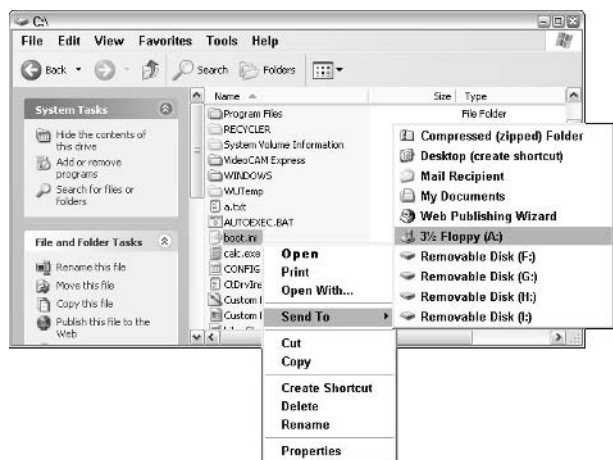 C:\
File Edit View Favorites Tools Help
Back Search Folders
Name Size Type
System Tasks
Hide the contents of
this drive
Add or remove
programs
Search for files or
folders
File and Folder Tasks
Rename this file
Move this file
Copy this file
Publish this file to the
Web
Program Files File Folder
RECYCLER
System Volume Information
VideoCAM Express
WINDOWS
WUTemp
a.txt
AUTOEXEC.BAT
boot.ini
calc.exe
CONFIG
Custom
Custom
Open
Print
Open With...
Send To
Cut
Copy
Create Shortcut
Delete
Rename
Properties
Compressed (zipped) Folder
Desktop (create shortcut)
Mail Recipient
My Documents
Web Publishing Wizard
3½ Floppy (A:)
Removable Disk (F:)
Removable Disk (G:)
Removable Disk (H:)
Removable Disk (I:)